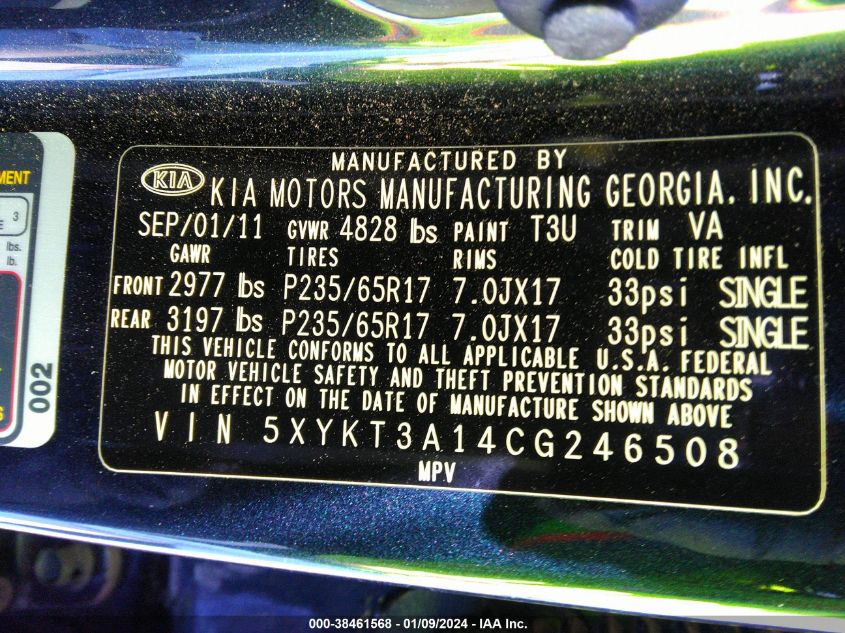 MENT
3
E
lbs.
lb.
S
002
MANUFACTURED BY
KIA KIA MOTORS MANUFACTURING GEORGIA. INC.
SEP/01/11 GVWR 4828 lbs PAINT T3U TRIM VA
GAWR TIRES RIMS COLD TIRE INFL
FRONT 2977 lbs P235/65R17 7.0JX17 33psi SINGLE
REAR 3197 lbs P235/65R17 7.0JX17 33psi SINGLE
THIS VEHICLE CONFORMS TO ALL APPLICABLE U.S.A. FEDERAL
MOTOR VEHICLE SAFETY AND THEFT PREVENTION STANDARDS
IN EFFECT ON THE DATE OF MANUFACTURE SHOWN ABOVE
VIN 5XYKT3A14CG246508
MPV
000-38461568 - 01/09/2024 - IAA Inc.